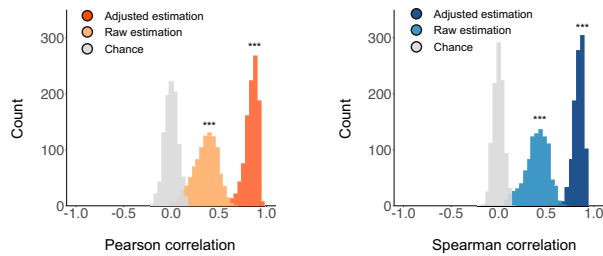 Adjusted estimation
Raw estimation
Chance
***
***
300
200
100
0
Count
-1.0 -0.5 0.0 0.5 1.0
Pearson correlation
Adjusted estimation
Raw estimation
Chance
***
***
300
200
100
0
Count
-1.0 -0.5 0.0 0.5 1.0
Spearman correlation